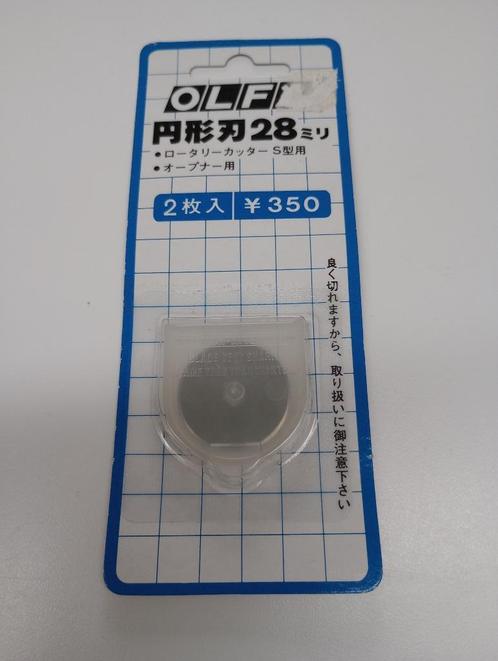 OLF
円形刃28ミリ
•ロータリーカッターS型用
•オープナー用
2枚入 ¥350
良く切れますから、取り扱いに御注意下さい